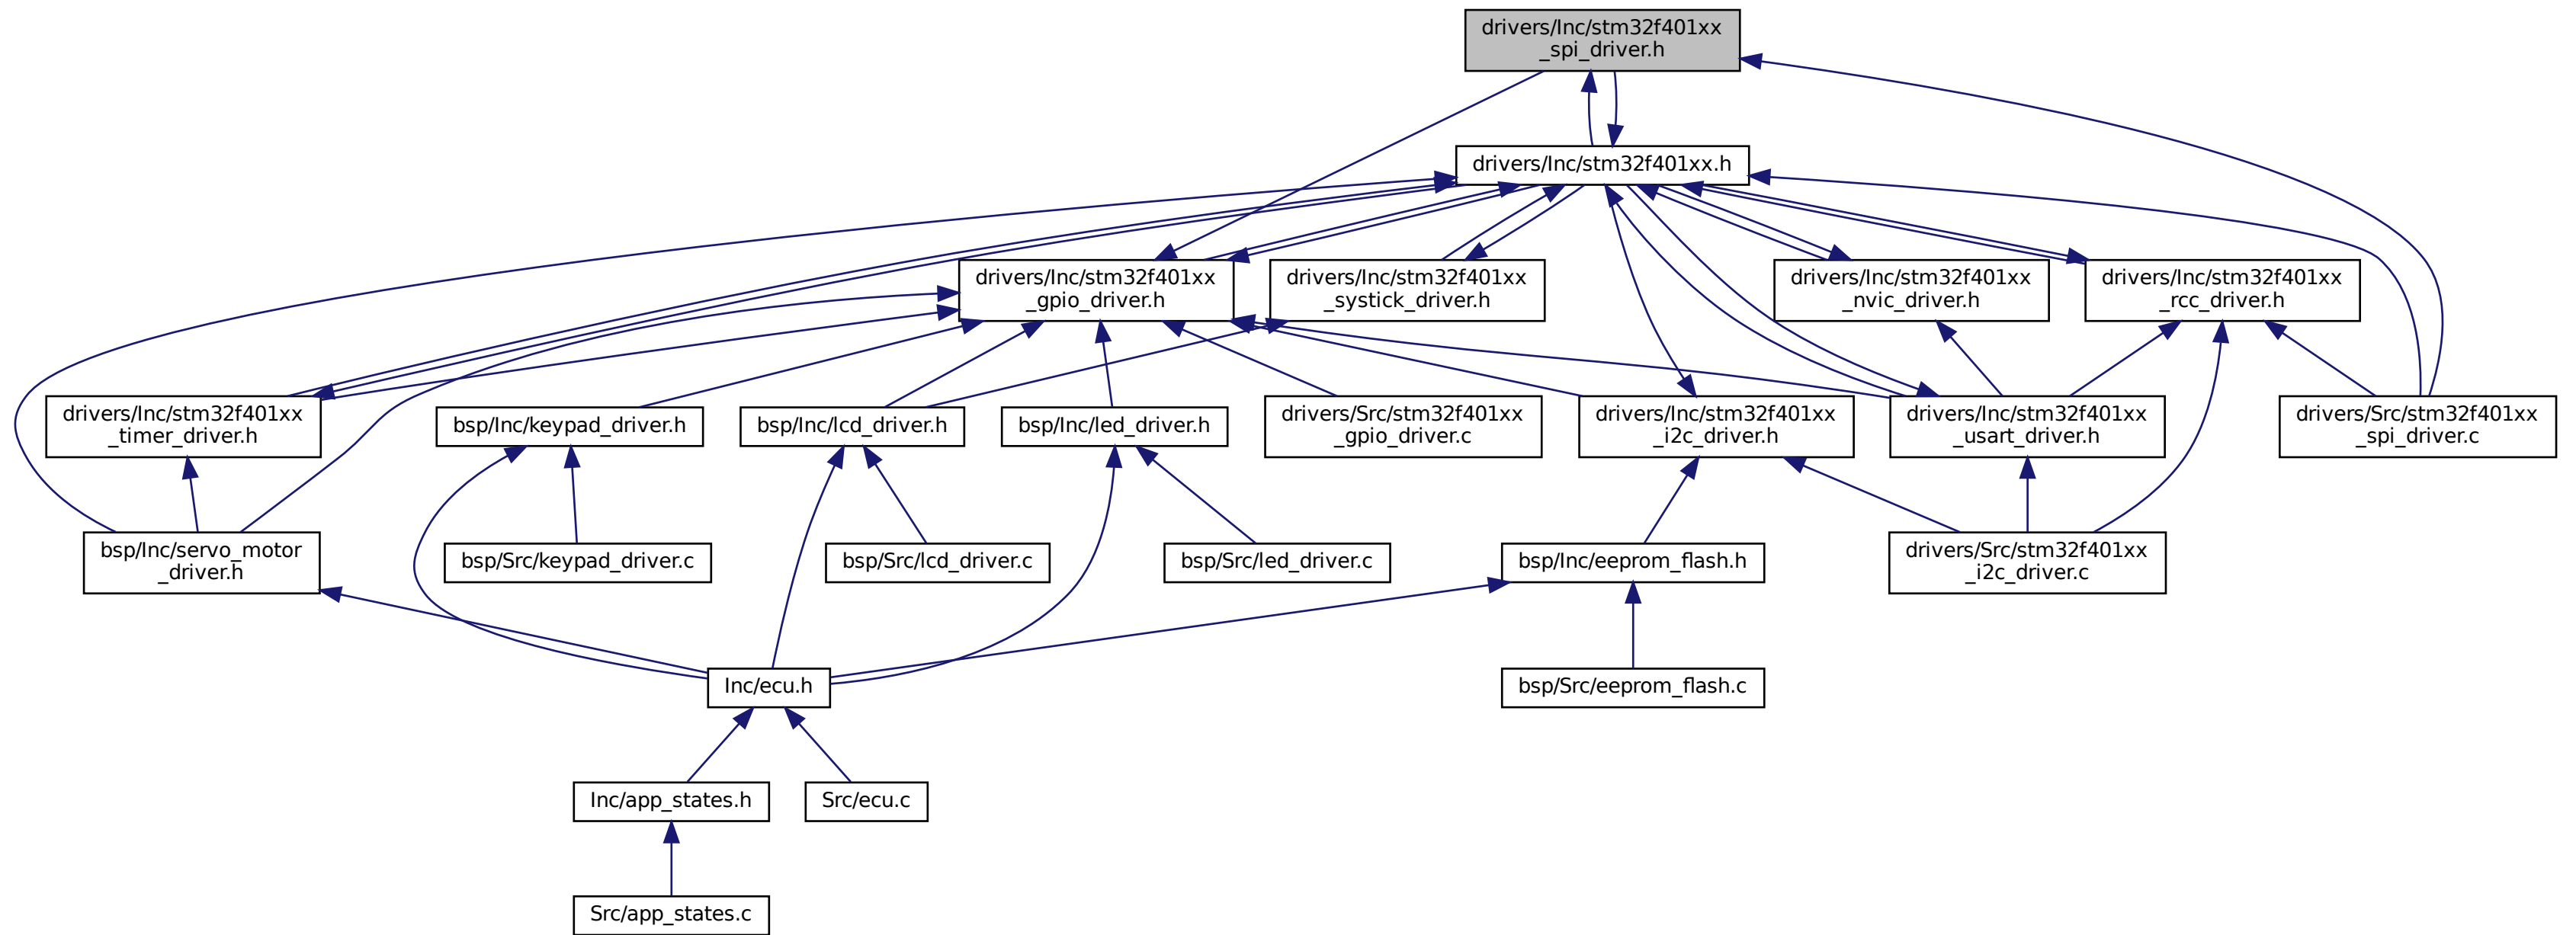 drivers/Inc/stm32f401xx
_spi_driver.h
drivers/Inc/stm32f401xx.h
drivers/Inc/stm32f401xx
_gpio_driver.h
drivers/Inc/stm32f401xx
_systick_driver.h
drivers/Inc/stm32f401xx
_nvic_driver.h
drivers/Inc/stm32f401xx
_rcc_driver.h
drivers/Inc/stm32f401xx
_timer_driver.h
bsp/Inc/keypad_driver.h
bsp/Inc/lcd_driver.h
bsp/Inc/led_driver.h
drivers/Src/stm32f401xx
_gpio_driver.c
drivers/Inc/stm32f401xx
_i2c_driver.h
drivers/Inc/stm32f401xx
_usart_driver.h
drivers/Src/stm32f401xx
_spi_driver.c
bsp/Inc/servo_motor
_driver.h
bsp/Src/keypad_driver.c
bsp/Src/lcd_driver.c
bsp/Src/led_driver.c
bsp/Inc/eeprom_flash.h
drivers/Src/stm32f401xx
_i2c_driver.c
Inc/ecu.h
bsp/Src/eeprom_flash.c
Inc/app_states.h
Src/ecu.c
Src/app_states.c